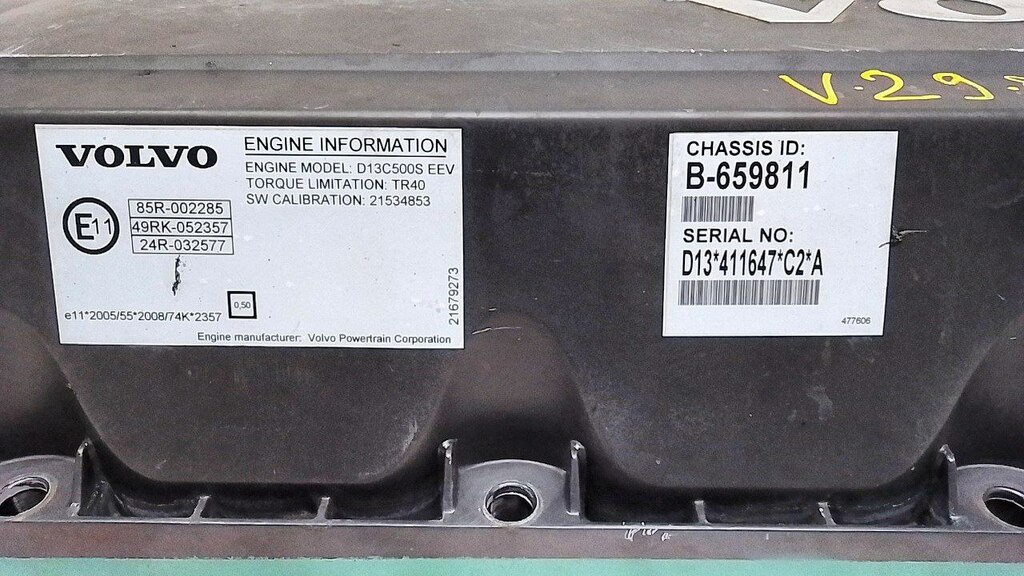 V.29.
VOLVO
ENGINE INFORMATION
ENGINE MODEL: D13C500S EEV
TORQUE LIMITATION: TR40
SW CALIBRATION: 21534853
E11
85R-002285
49RK-052357
24R-032577
0,50
e11*2005/55*2008/74K*2357
21679273
Engine manufacturer: Volvo Powertrain Corporation
CHASSIS ID:
B-659811
SERIAL NO:
D13*411647*C2*A
477606